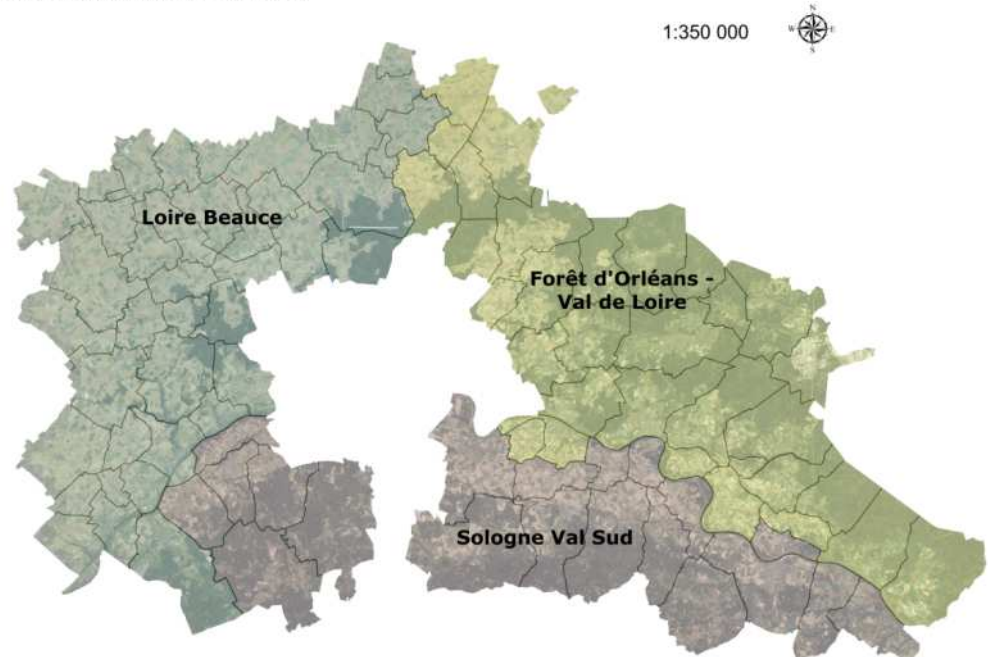 1:350 000
N
W E
S
Loire Beauce
Forêt d'Orléans -
Val de Loire
Sologne Val Sud